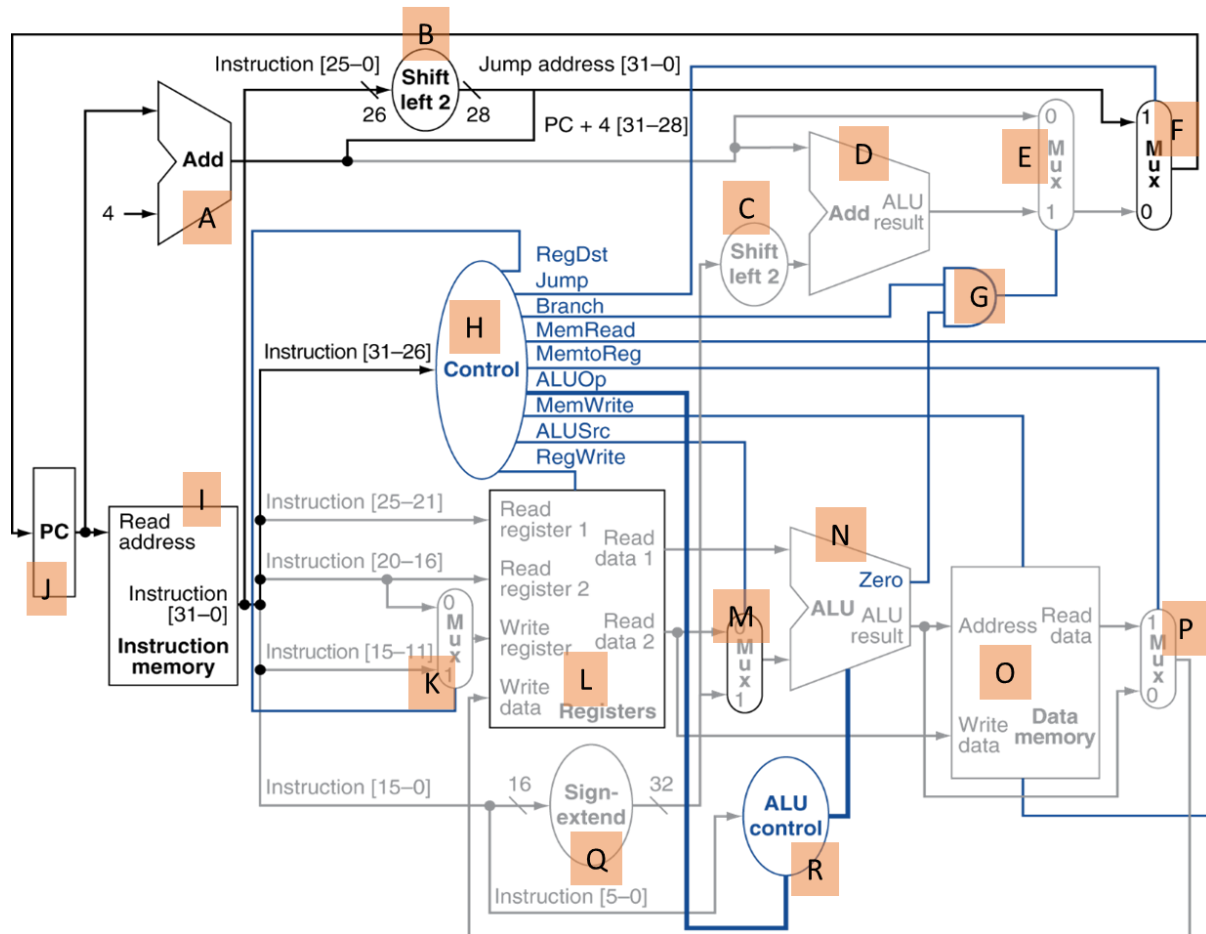 B
Instruction [25–0]
Shift
left 2
Jump address [31–0]
26
28
PC + 4 [31–28]
Add
A
4
D
Add
ALU
result
C
Shift
left 2
0
E
M
u
x
1
1
F
M
u
x
0
G
RegDst
Jump
Branch
MemRead
MemtoReg
ALUOp
MemWrite
ALUSrc
RegWrite
H
Control
Instruction [31–26]
PC
J
I
Read
address
Instruction
[31–0]
Instruction
memory
Instruction [25–21]
Instruction [20–16]
Instruction [15–11]
0
M
u
x
1
K
Read
register 1
Read
register 2
Write
register
Write
data
Read
data 1
Read
data 2
L
Registers
M
0
M
u
x
1
N
Zero
ALU
ALU
result
Address
Read
data
O
Write
data
Data
memory
1
P
M
u
x
0
Instruction [15–0]
16
Sign-
extend
32
Q
ALU
control
R
Instruction [5–0]